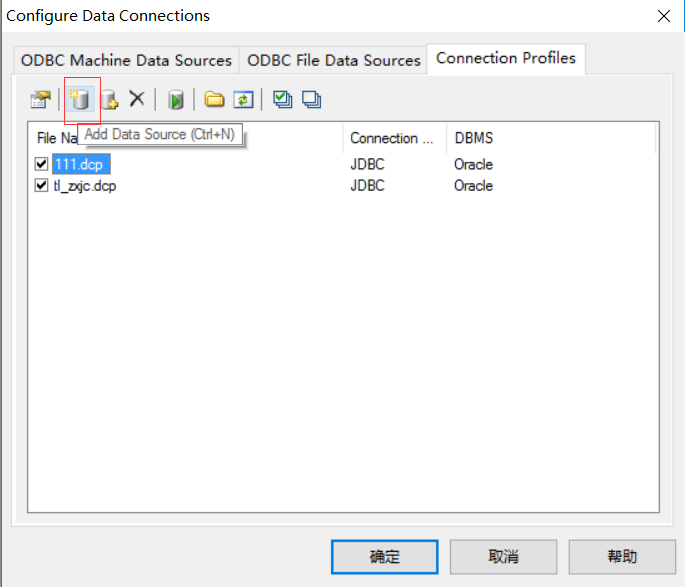 Configure Data Connections
ODBC Machine Data Sources ODBC File Data Sources Connection Profiles
Add Data Source (Ctrl+N)
File Na Connection ... DBMS
111.dcp JDBC Oracle
tl_zxjc.dcp JDBC Oracle
确定 取消 帮助